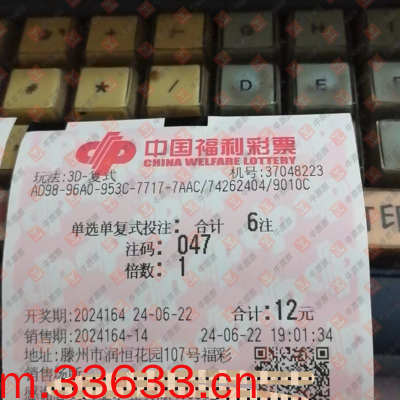 +
*
/
D
E
中国福利彩票
CHINA WELFARE LOTTERY
玩法:3D-复式 机号:37048223
AD98-96A0-953C-7717-7AAC/74262404/9010C
单选单复式投注: 合计 6注
注码: 047
倍数: 1
开奖期:2024164 24-06-22 合计:12元
销售期:2024164-14 24-06-22 19:01:34
地址:滕州市润恒花园107号福彩
m.33633.cn